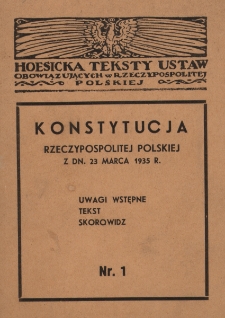 HOESICKA TEKSTY USTAW
OBOWIĄZUJĄCYCH W RZECZYPOSPOLITEJ
POLSKIEJ
KONSTYTUCJA
RZECZYPOSPOLITEJ POLSKIEJ
Z DN. 23 MARCA 1935 R.
UWAGI WSTĘPNE
TEKST
SKOROWIDZ
Nr. 1